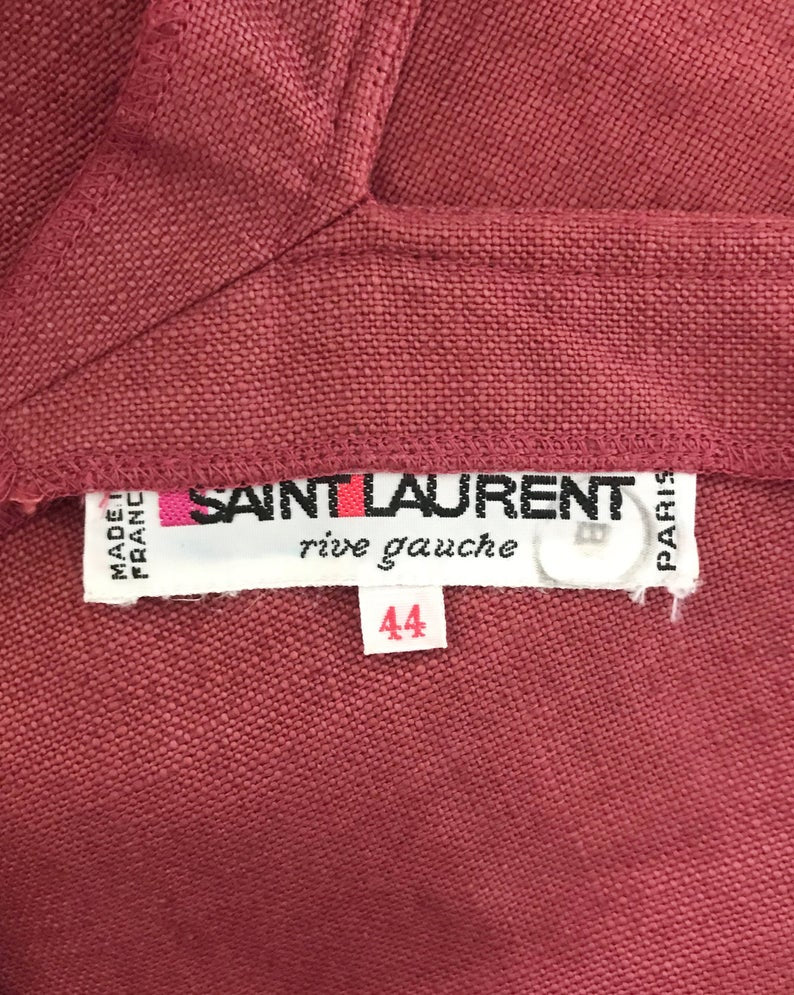 MADE IN
FRANCE
SAINT LAURENT
rive gauche
PARIS
44